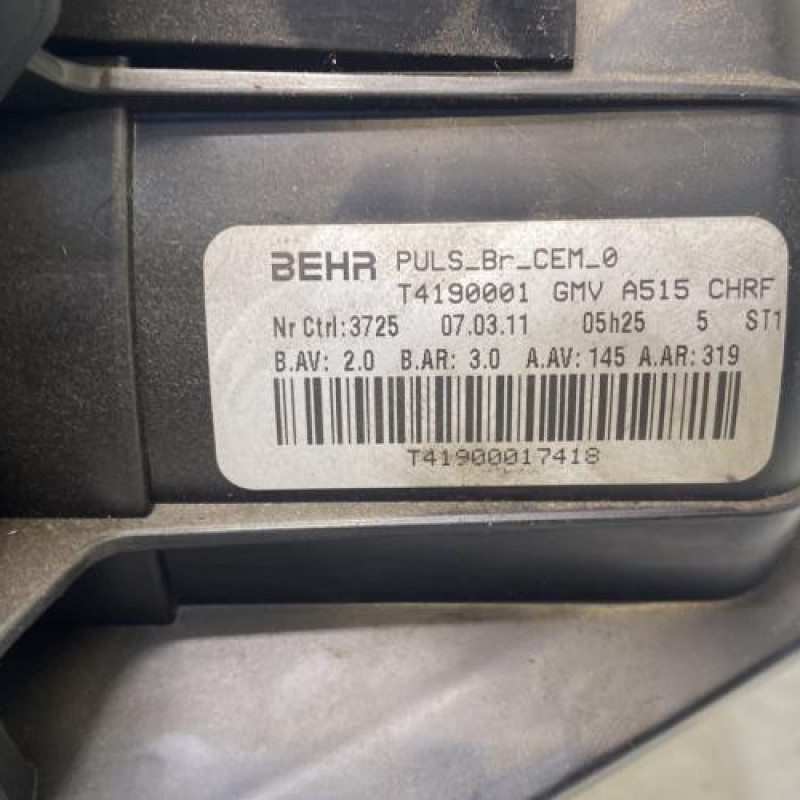 BEHR PULS_Br_CEM_0
T4190001 GMV A515 CHRF
Nr Ctrl:3725 07.03.11 05h25 5 ST1
B.AV: 2.0 B.AR: 3.0 A.AV:145 A.AR:319
T41900017418